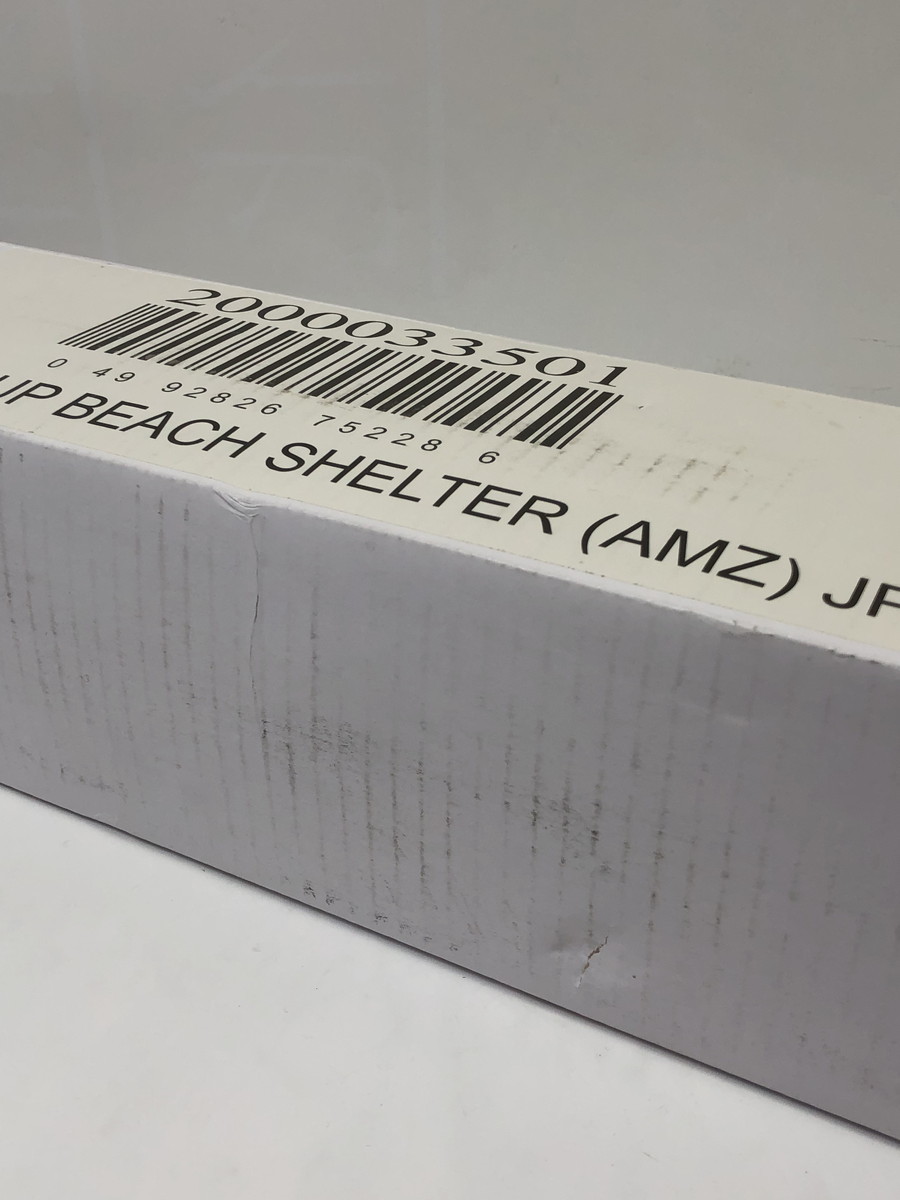 2000033501
0 49 92826 75228 6
UP BEACH SHELTER (AMZ) JP